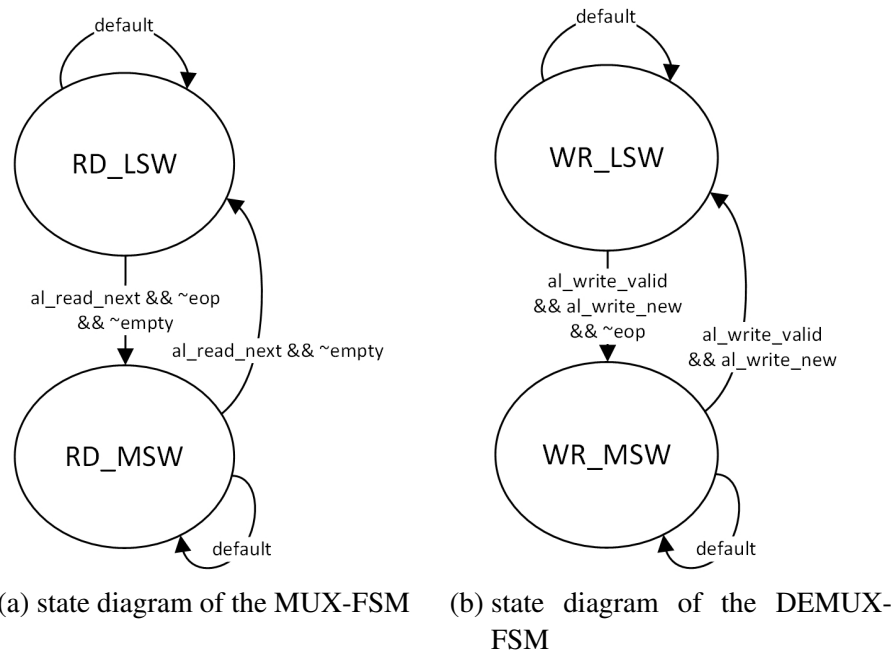 default
RD_LSW
al_read_next && ~eop
&& ~empty
al_read_next && ~empty
RD_MSW
default
(a) state diagram of the MUX-FSM
default
WR_LSW
al_write_valid
&& al_write_new
&& ~eop
al_write_valid
&& al_write_new
WR_MSW
default
(b) state diagram of the DEMUX-
FSM